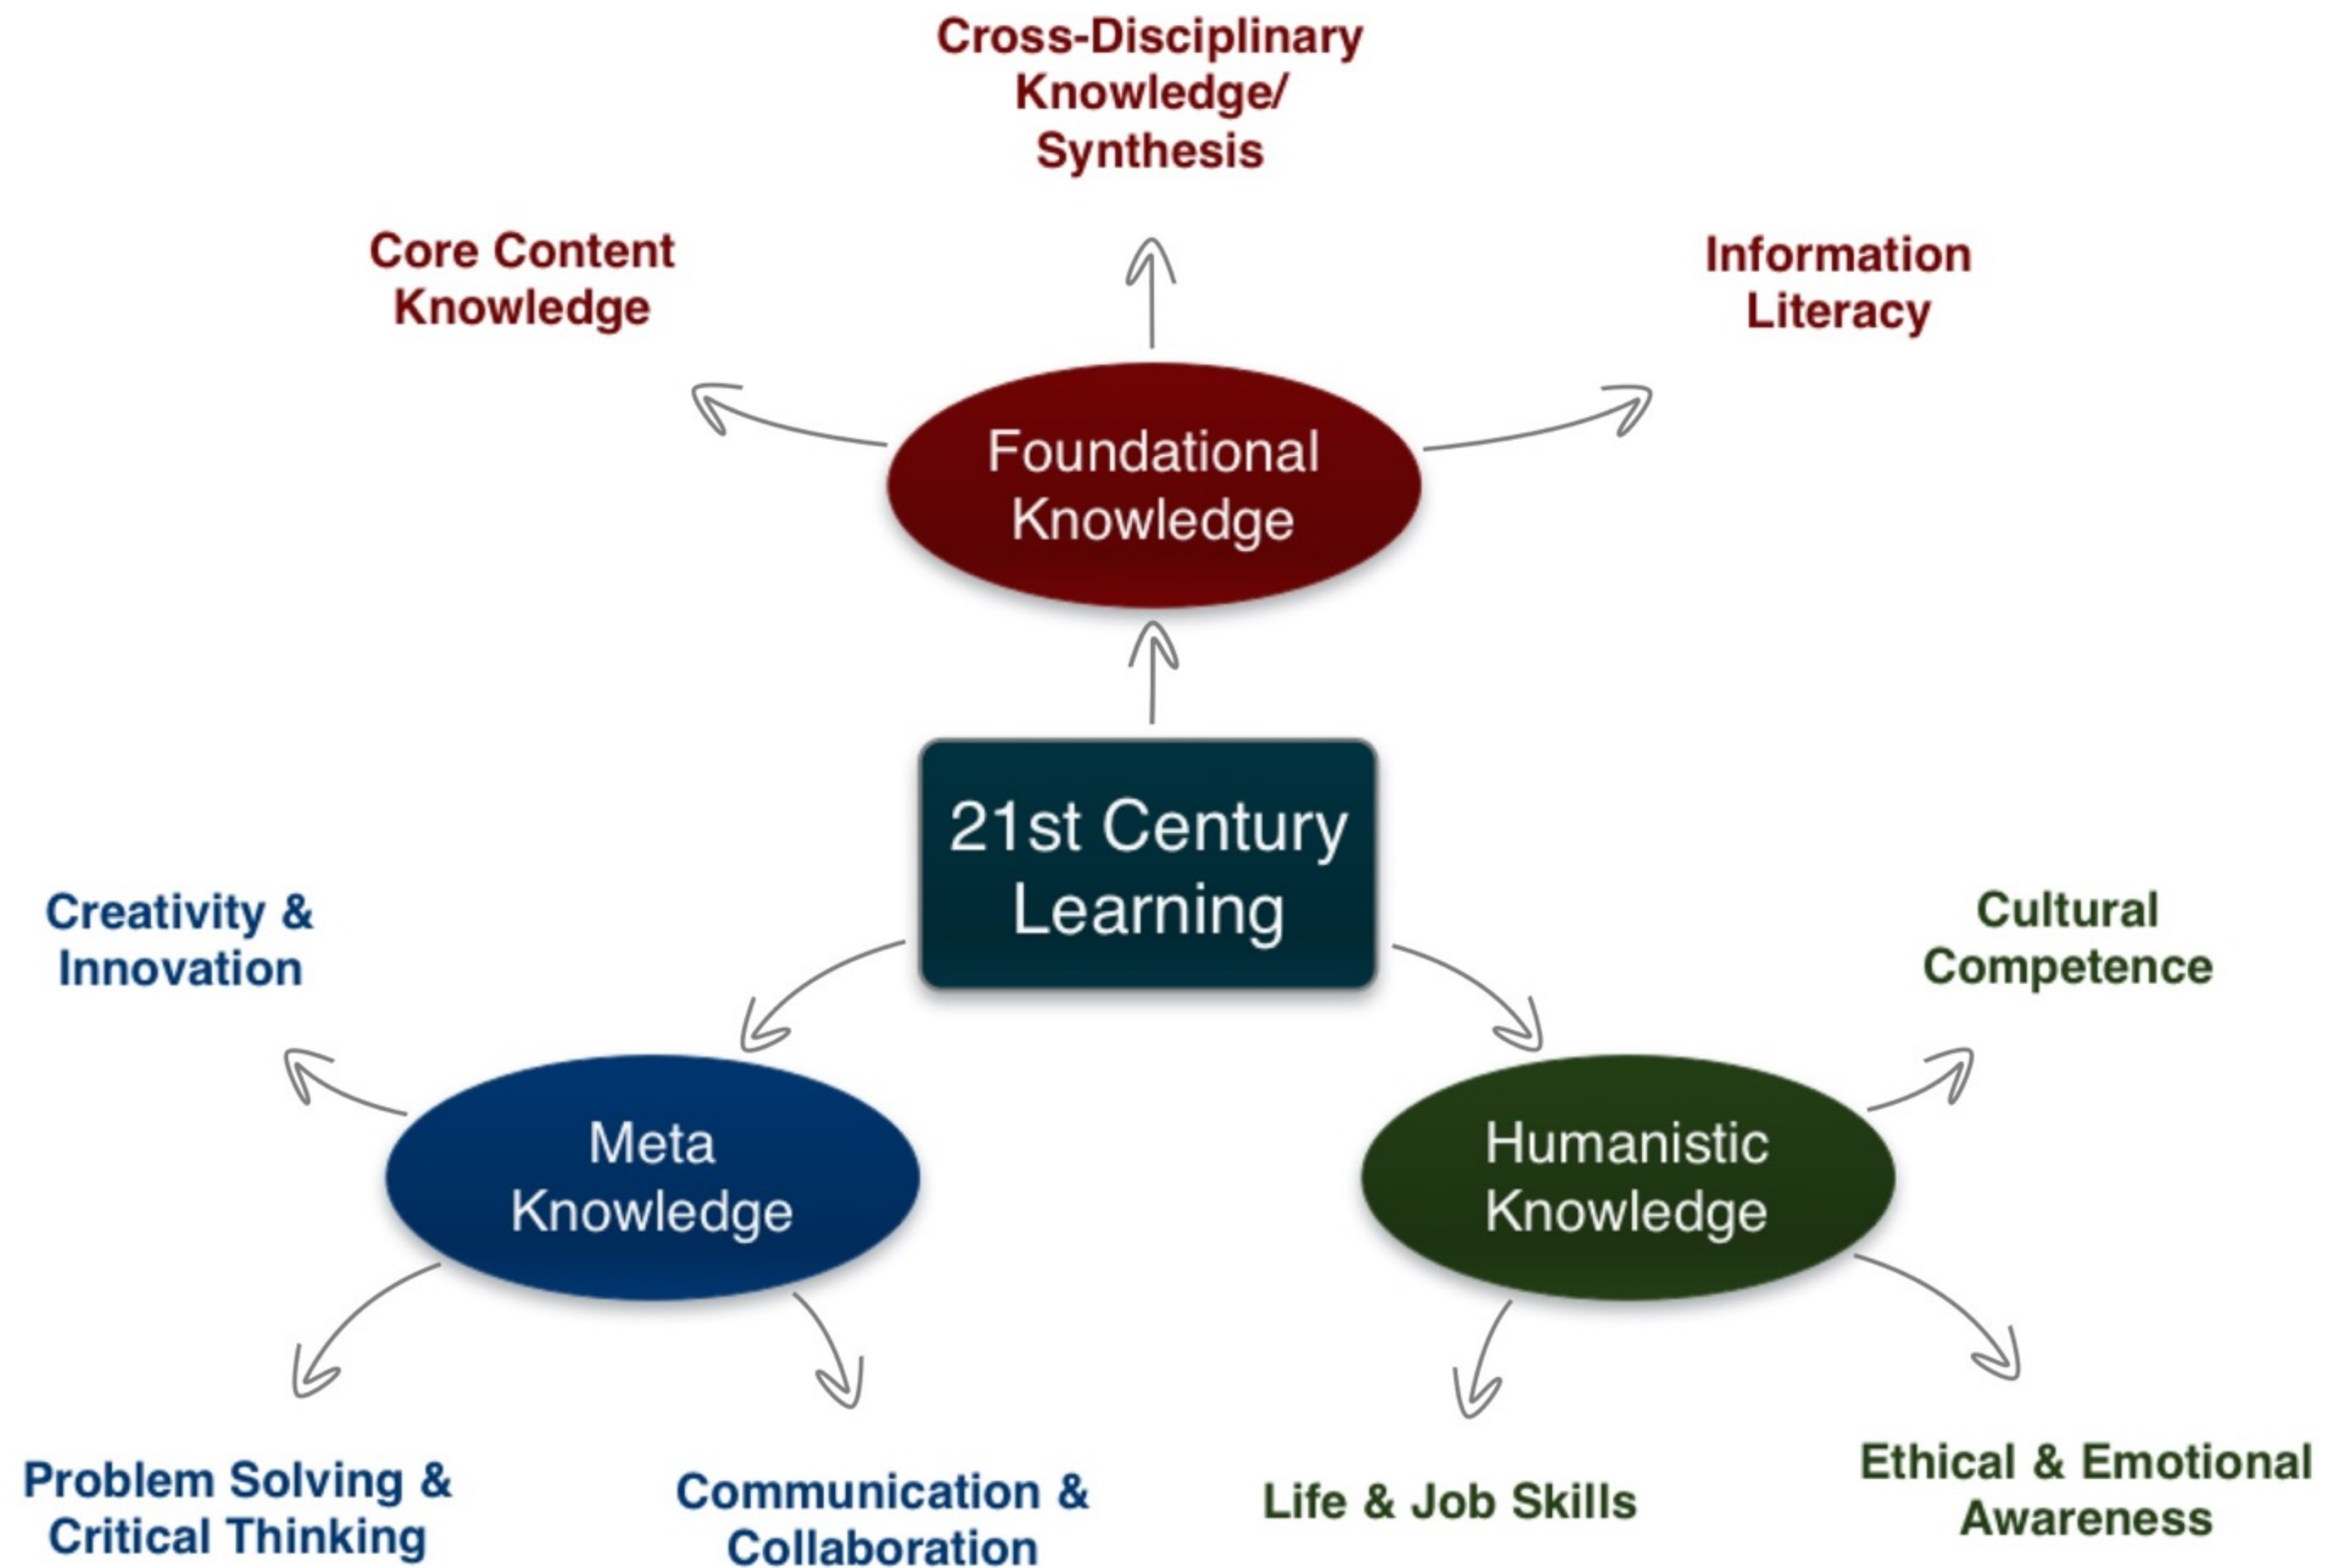 Cross-Disciplinary
Knowledge/
Synthesis
Core Content
Knowledge
Information
Literacy
Foundational
Knowledge
21st Century
Learning
Creativity &
Innovation
Cultural
Competence
Meta
Knowledge
Humanistic
Knowledge
Problem Solving &
Critical Thinking
Communication &
Collaboration
Life & Job Skills
Ethical & Emotional
Awareness